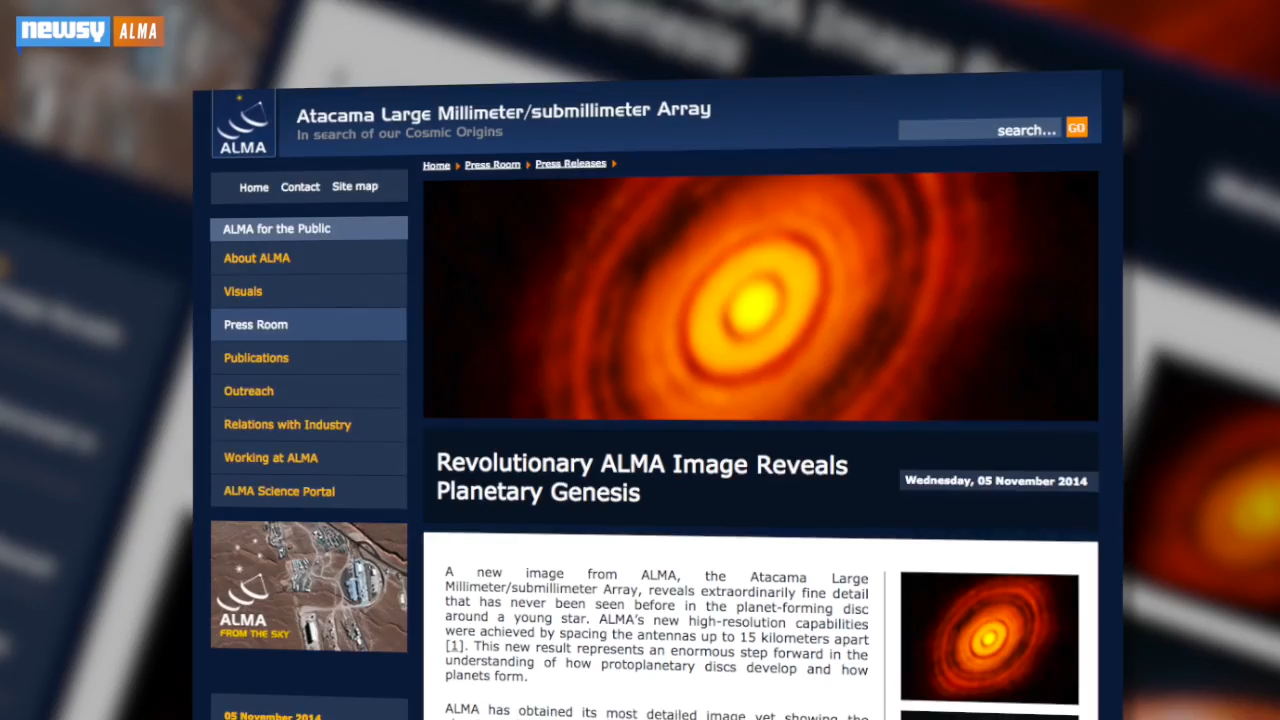 newsy ALMA
Atacama Large Millimeter/submillimeter Array
In search of our Cosmic Origins
ALMA
search... GO
Home Press Room Press Releases
Home Contact Site map
ALMA for the Public
About ALMA
Visuals
Press Room
Publications
Outreach
Relations with Industry
Working at ALMA
ALMA Science Portal
ALMA
FROM THE SKY
05 November 2014
Revolutionary ALMA Image Reveals
Planetary Genesis
Wednesday, 05 November 2014
A new image from ALMA, the Atacama Large
Millimeter/submillimeter Array, reveals extraordinarily fine detail
that has never been seen before in the planet-forming disc
around a young star. ALMA's new high-resolution capabilities
were achieved by spacing the antennas up to 15 kilometers apart
[1]. This new result represents an enormous step forward in the
understanding of how protoplanetary discs develop and how
planets form.
ALMA has obtained its most detailed image yet showing the